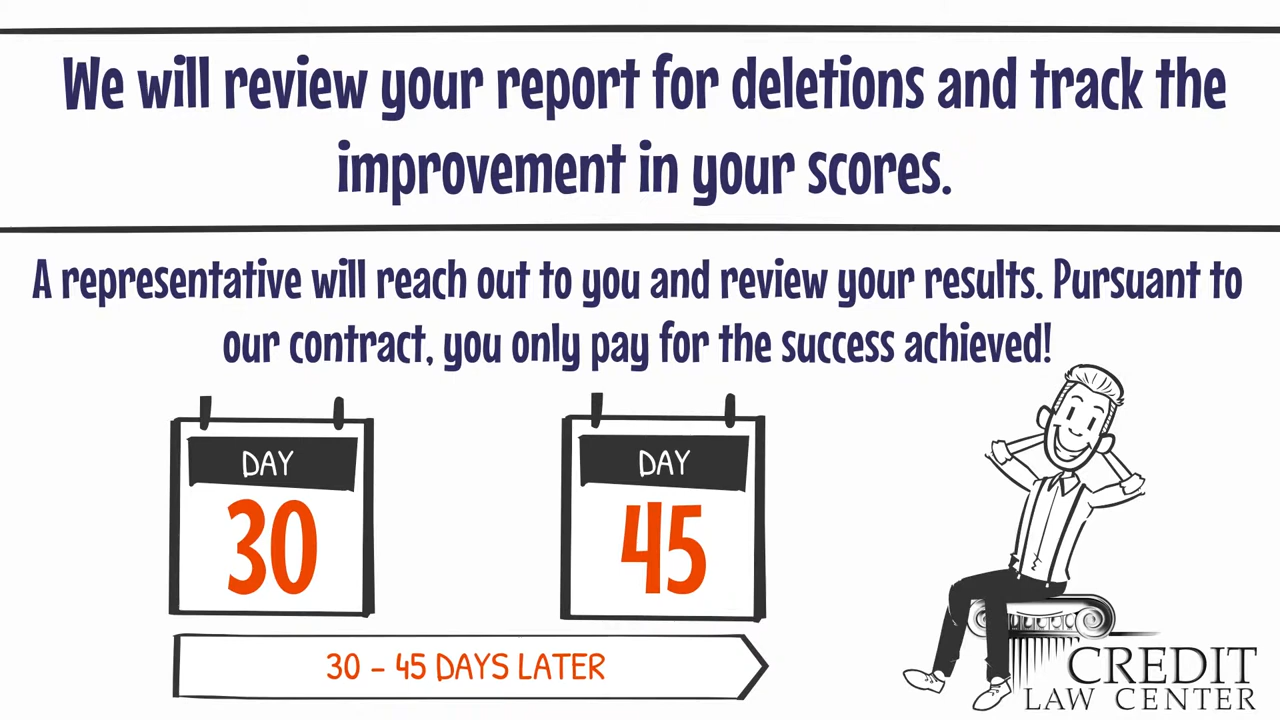 We will review your report for deletions and track the
improvement in your scores.
A representative will reach out to you and review your results. Pursuant to
our contract, you only pay for the success achieved!
DAY
30
DAY
45
30 – 45 DAYS LATER
CREDIT
LAW CENTER